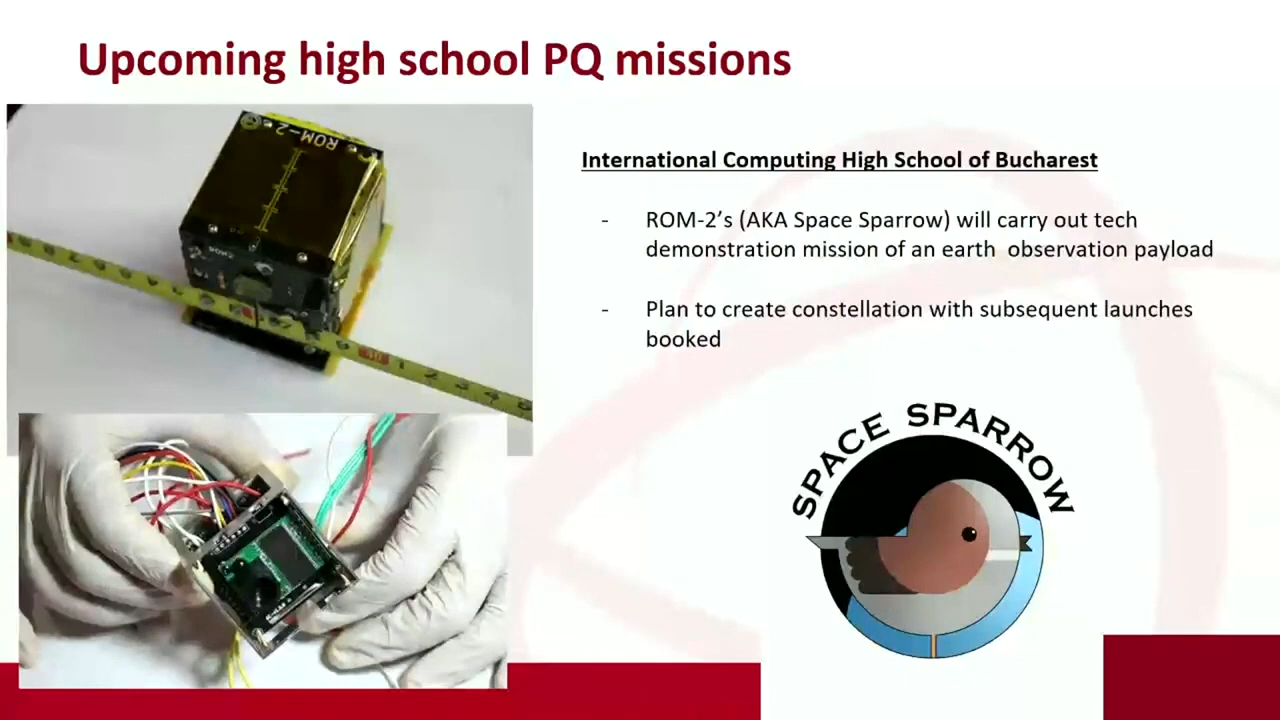 Upcoming high school PQ missions
ROM-2
International Computing High School of Bucharest
- ROM-2's (AKA Space Sparrow) will carry out tech
demonstration mission of an earth observation payload
- Plan to create constellation with subsequent launches
booked
SPACE SPARROW